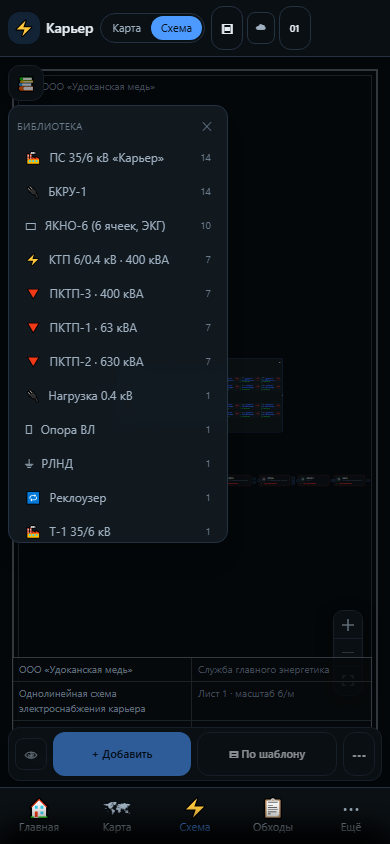 Карьер
Карта
Схема
01
ООО «Удоканская медь»
БИБЛИОТЕКА
ПС 35/6 кВ «Карьер» 14
БКРУ-1 14
ЯКНО-6 (6 ячеек, ЭКГ) 10
КТП 6/0.4 кВ · 400 кВА 7
ПКТП-3 · 400 кВА 7
ПКТП-1 · 63 кВА 7
ПКТП-2 · 630 кВА 7
Нагрузка 0.4 кВ 1
Опора ВЛ 1
РЛНД 1
Реклоузер 1
Т-1 35/6 кВ 1
ООО «Удоканская медь» Служба главного энергетика
Однолинейная схема Лист 1 · масштаб б/м
электроснабжения карьера
+ Добавить
По шаблону
Главная
Карта
Схема
Обходы
Ещё